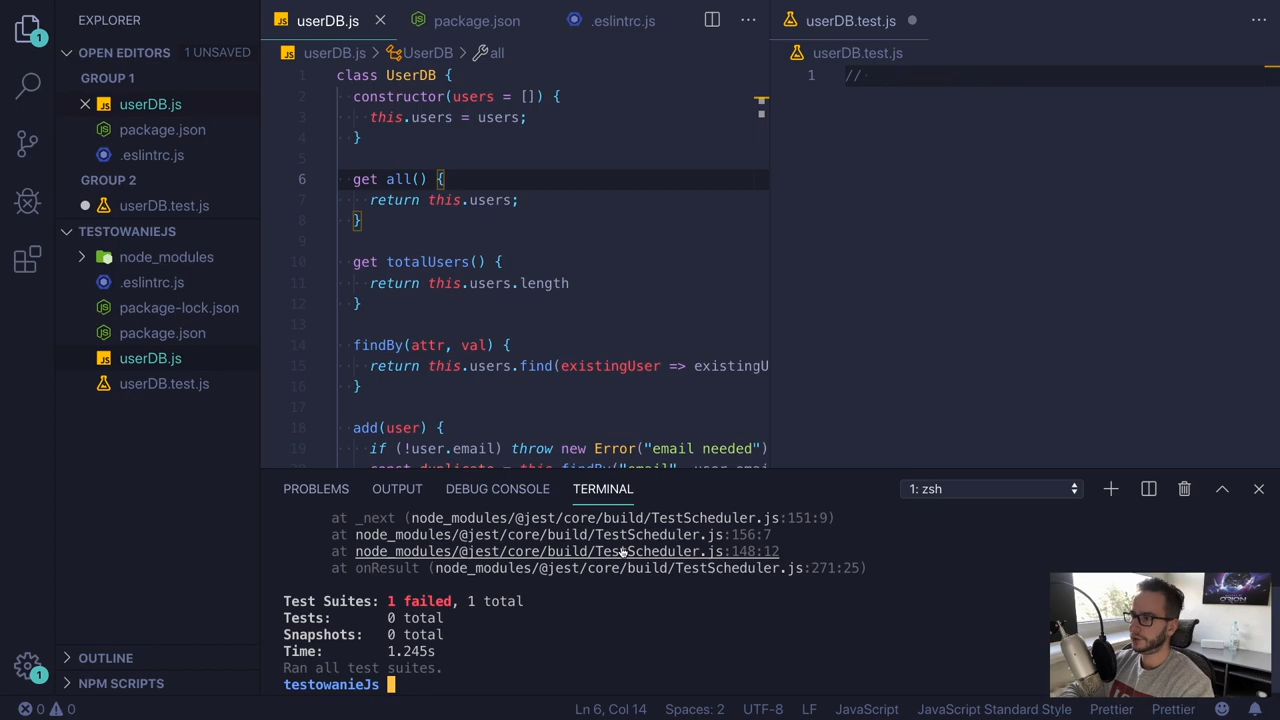 EXPLORER
OPEN EDITORS 1 UNSAVED
GROUP 1
userDB.js
package.json
.eslintrc.js
GROUP 2
userDB.test.js
TESTOWANIEJS
node_modules
.eslintrc.js
package-lock.json
package.json
userDB.js
userDB.test.js
OUTLINE
NPM SCRIPTS
1
1
userDB.js
package.json
.eslintrc.js
userDB.js > UserDB > all
1 class UserDB {
2 constructor(users = []) {
3 this.users = users;
4 }
5
6 get all() {
7 return this.users;
8 }
9
10 get totalUsers() {
11 return this.users.length
12 }
13
14 findBy(attr, val) {
15 return this.users.find(existingUser => existingU
16 }
17
18 add(user) {
19 if (!user.email) throw new Error("email needed")
userDB.test.js
userDB.test.js
1 //
PROBLEMS OUTPUT DEBUG CONSOLE TERMINAL 1: zsh
at _next (node_modules/@jest/core/build/TestScheduler.js:151:9)
at node_modules/@jest/core/build/TestScheduler.js:156:7
at node_modules/@jest/core/build/TestScheduler.js:148:12
at onResult (node_modules/@jest/core/build/TestScheduler.js:271:25)
Test Suites: 1 failed, 1 total
Tests: 0 total
Snapshots: 0 total
Time: 1.245s
Ran all test suites.
testowanieJs
ORION
0 0 Ln 6, Col 14 Spaces: 2 UTF-8 LF JavaScript JavaScript Standard Style Prettier Prettier